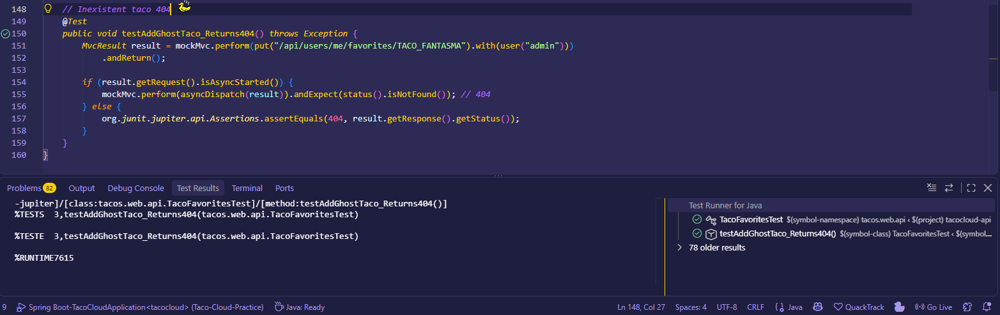 148 // Inexistent taco 404
149 @Test
150 public void testAddGhostTaco_Returns404() throws Exception {
151 MvcResult result = mockMvc.perform(put("/api/users/me/favorites/TACO_FANTASMA").with(user("admin")))
152 .andReturn();
153
154 if (result.getRequest().isAsyncStarted()) {
155 mockMvc.perform(asyncDispatch(result)).andExpect(status().isNotFound()); // 404
156 } else {
157 org.junit.jupiter.api.Assertions.assertEquals(404, result.getResponse().getStatus());
158 }
159 }
160 }
Problems 82 Output Debug Console Test Results Terminal Ports
-jupiter]/[class:tacos.web.api.TacoFavoritesTest]/[method:testAddGhostTaco_Returns404()]
%TESTS 3,testAddGhostTaco_Returns404(tacos.web.api.TacoFavoritesTest)
%TESTE 3,testAddGhostTaco_Returns404(tacos.web.api.TacoFavoritesTest)
%RUNTIME7615
Test Runner for Java
TacoFavoritesTest $(symbol-namespace) tacos.web.api < $(project) tacocloud-api
testAddGhostTaco_Returns404() $(symbol-class) TacoFavoritesTest < $(symbol...
78 older results
9 Spring Boot-TacoCloudApplication<tacocloud> (Taco-Cloud-Practice) Java: Ready Ln 148, Col 27 Spaces: 4 UTF-8 CRLF {} Java QuackTrack Go Live